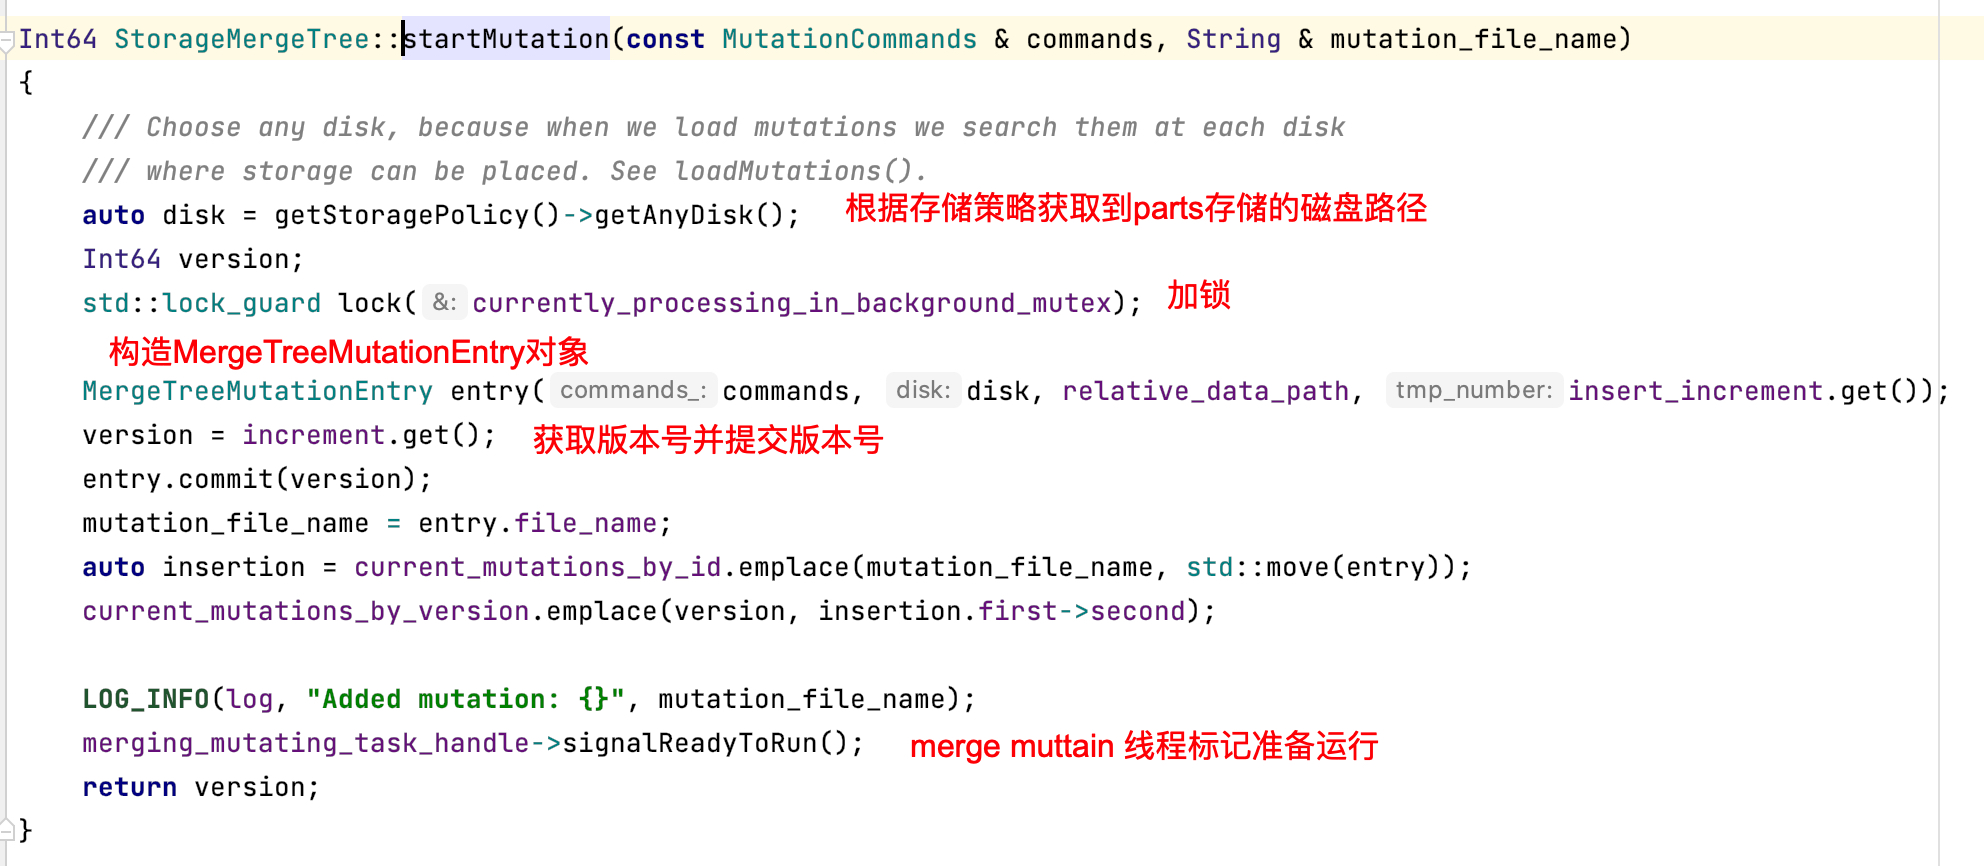 Int64 StorageMergeTree::startMutation(const MutationCommands & commands, String & mutation_file_name)
{
/// Choose any disk, because when we load mutations we search them at each disk
/// where storage can be placed. See loadMutations().
auto disk = getStoragePolicy()->getAnyDisk(); 根据存储策略获取到parts存储的磁盘路径
Int64 version;
std::lock_guard lock( &: currently_processing_in_background_mutex); 加锁
构造MergeTreeMutationEntry对象
MergeTreeMutationEntry entry( commands_: commands, disk: disk, relative_data_path, tmp_number: insert_increment.get());
version = increment.get(); 获取版本号并提交版本号
entry.commit(version);
mutation_file_name = entry.file_name;
auto insertion = current_mutations_by_id.emplace(mutation_file_name, std::move(entry));
current_mutations_by_version.emplace(version, insertion.first->second);
LOG_INFO(log, "Added mutation: {}", mutation_file_name);
merging_mutating_task_handle->signalReadyToRun(); merge muttain 线程标记准备运行
return version;
}